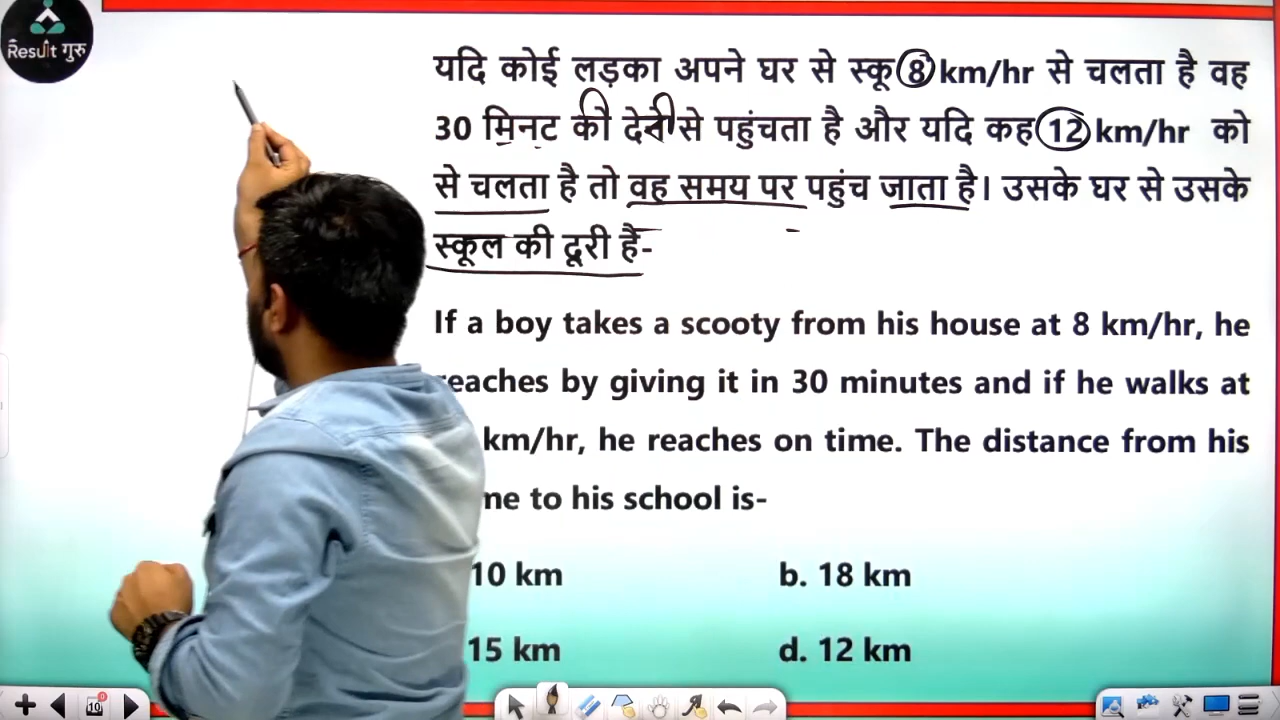 Result गुरु
यदि कोई लड़का अपने घर से स्कू 8 km/hr से चलता है वह
30 मिनट की देरी से पहुंचता है और यदि कह 12 km/hr को
से चलता है तो वह समय पर पहुंच जाता है। उसके घर से उसके
स्कूल की दूरी है-
If a boy takes a scooty from his house at 8 km/hr, he
reaches by giving it in 30 minutes and if he walks at
km/hr, he reaches on time. The distance from his
to his school is-
10 km b. 18 km
15 km d. 12 km